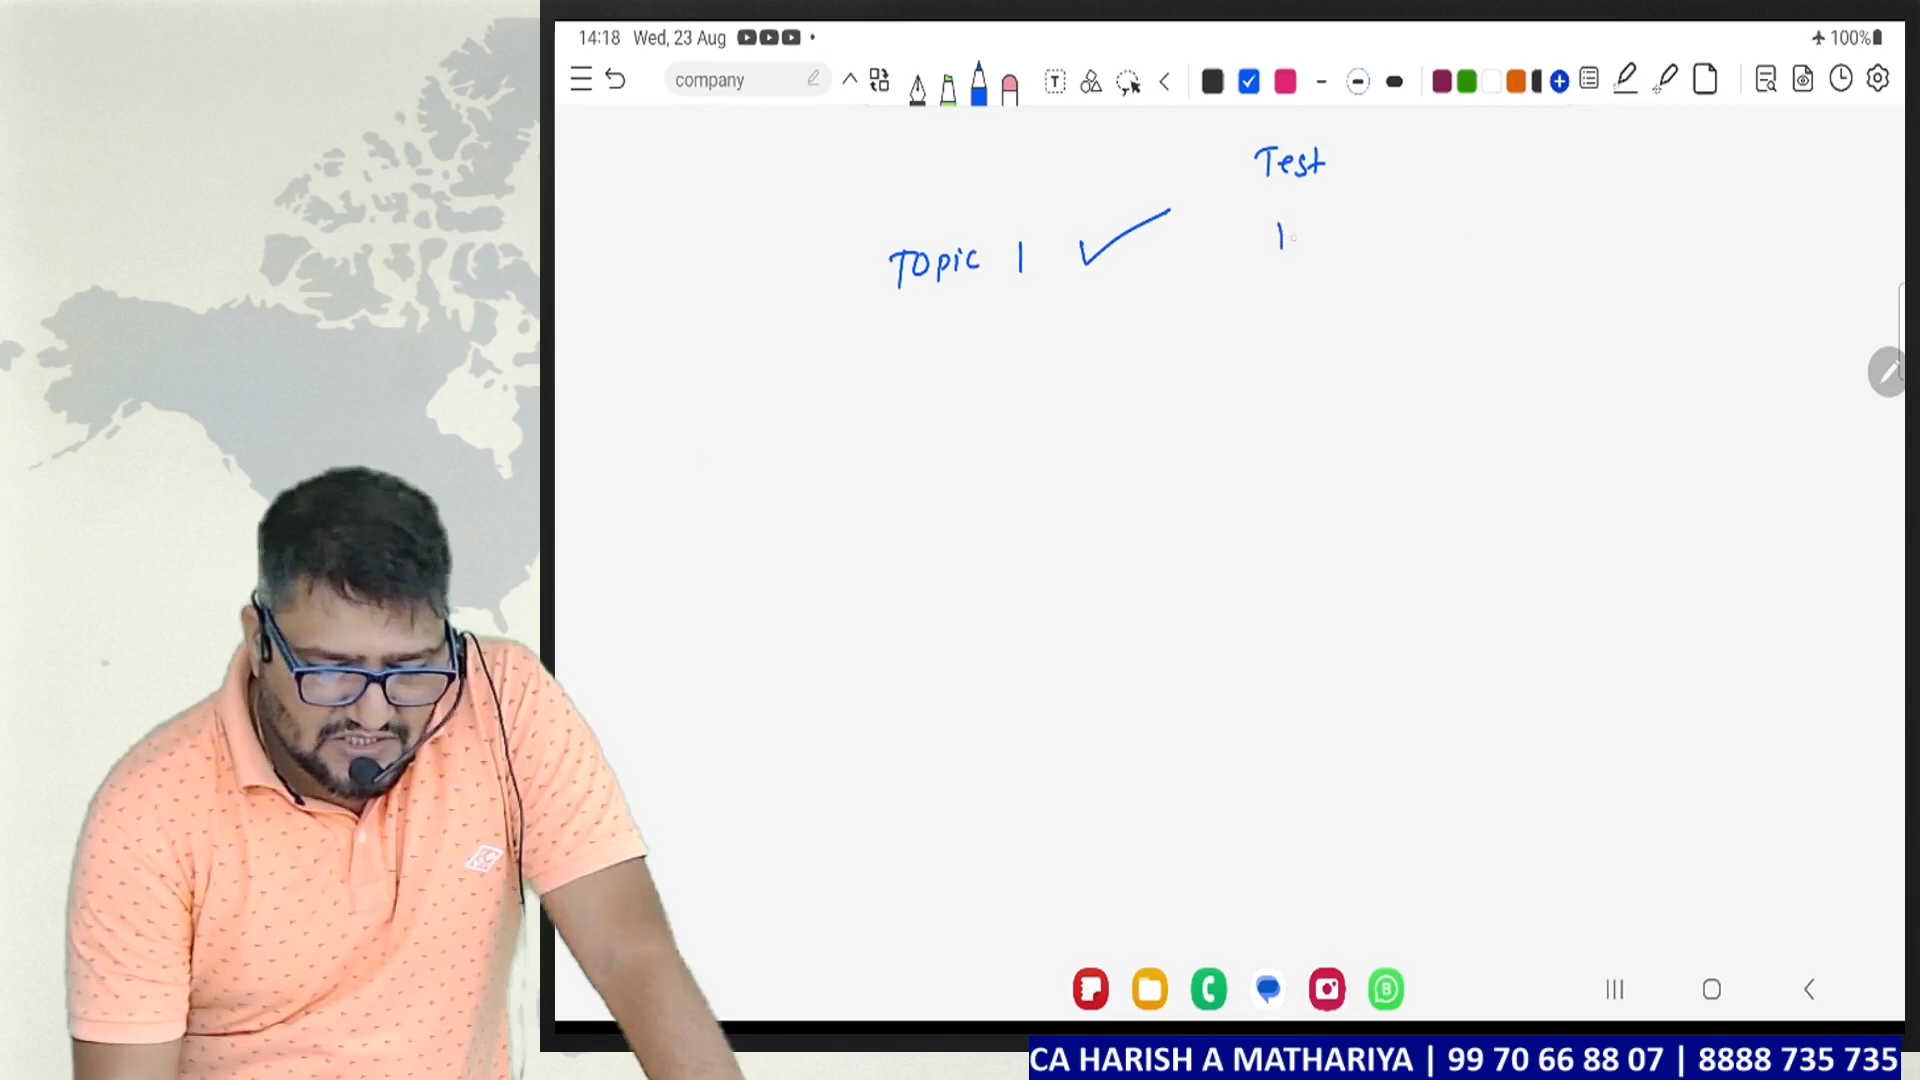 14:18 Wed, 23 Aug
100%
company
T
Test
1
Topic 1
B
CA HARISH A MATHARIYA | 99 70 66 88 07 | 8888 735 735